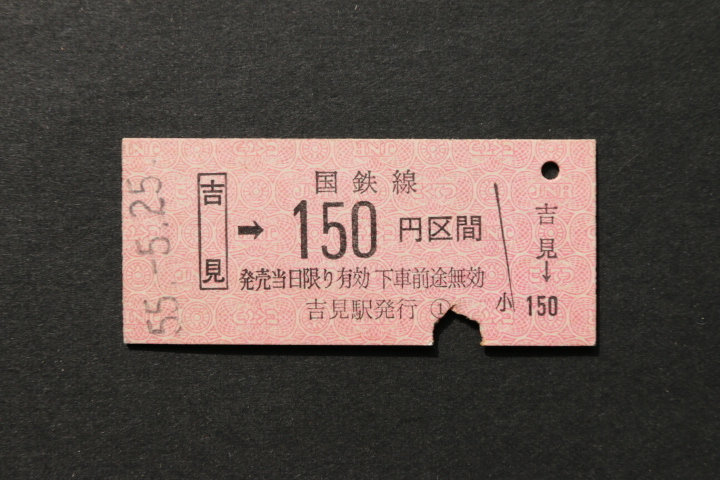 55.-5.25.
吉見
国鉄線
➡ 150 円区間
発売当日限り有効 下車前途無効
吉見駅発行 ①
小
吉見
↓
150